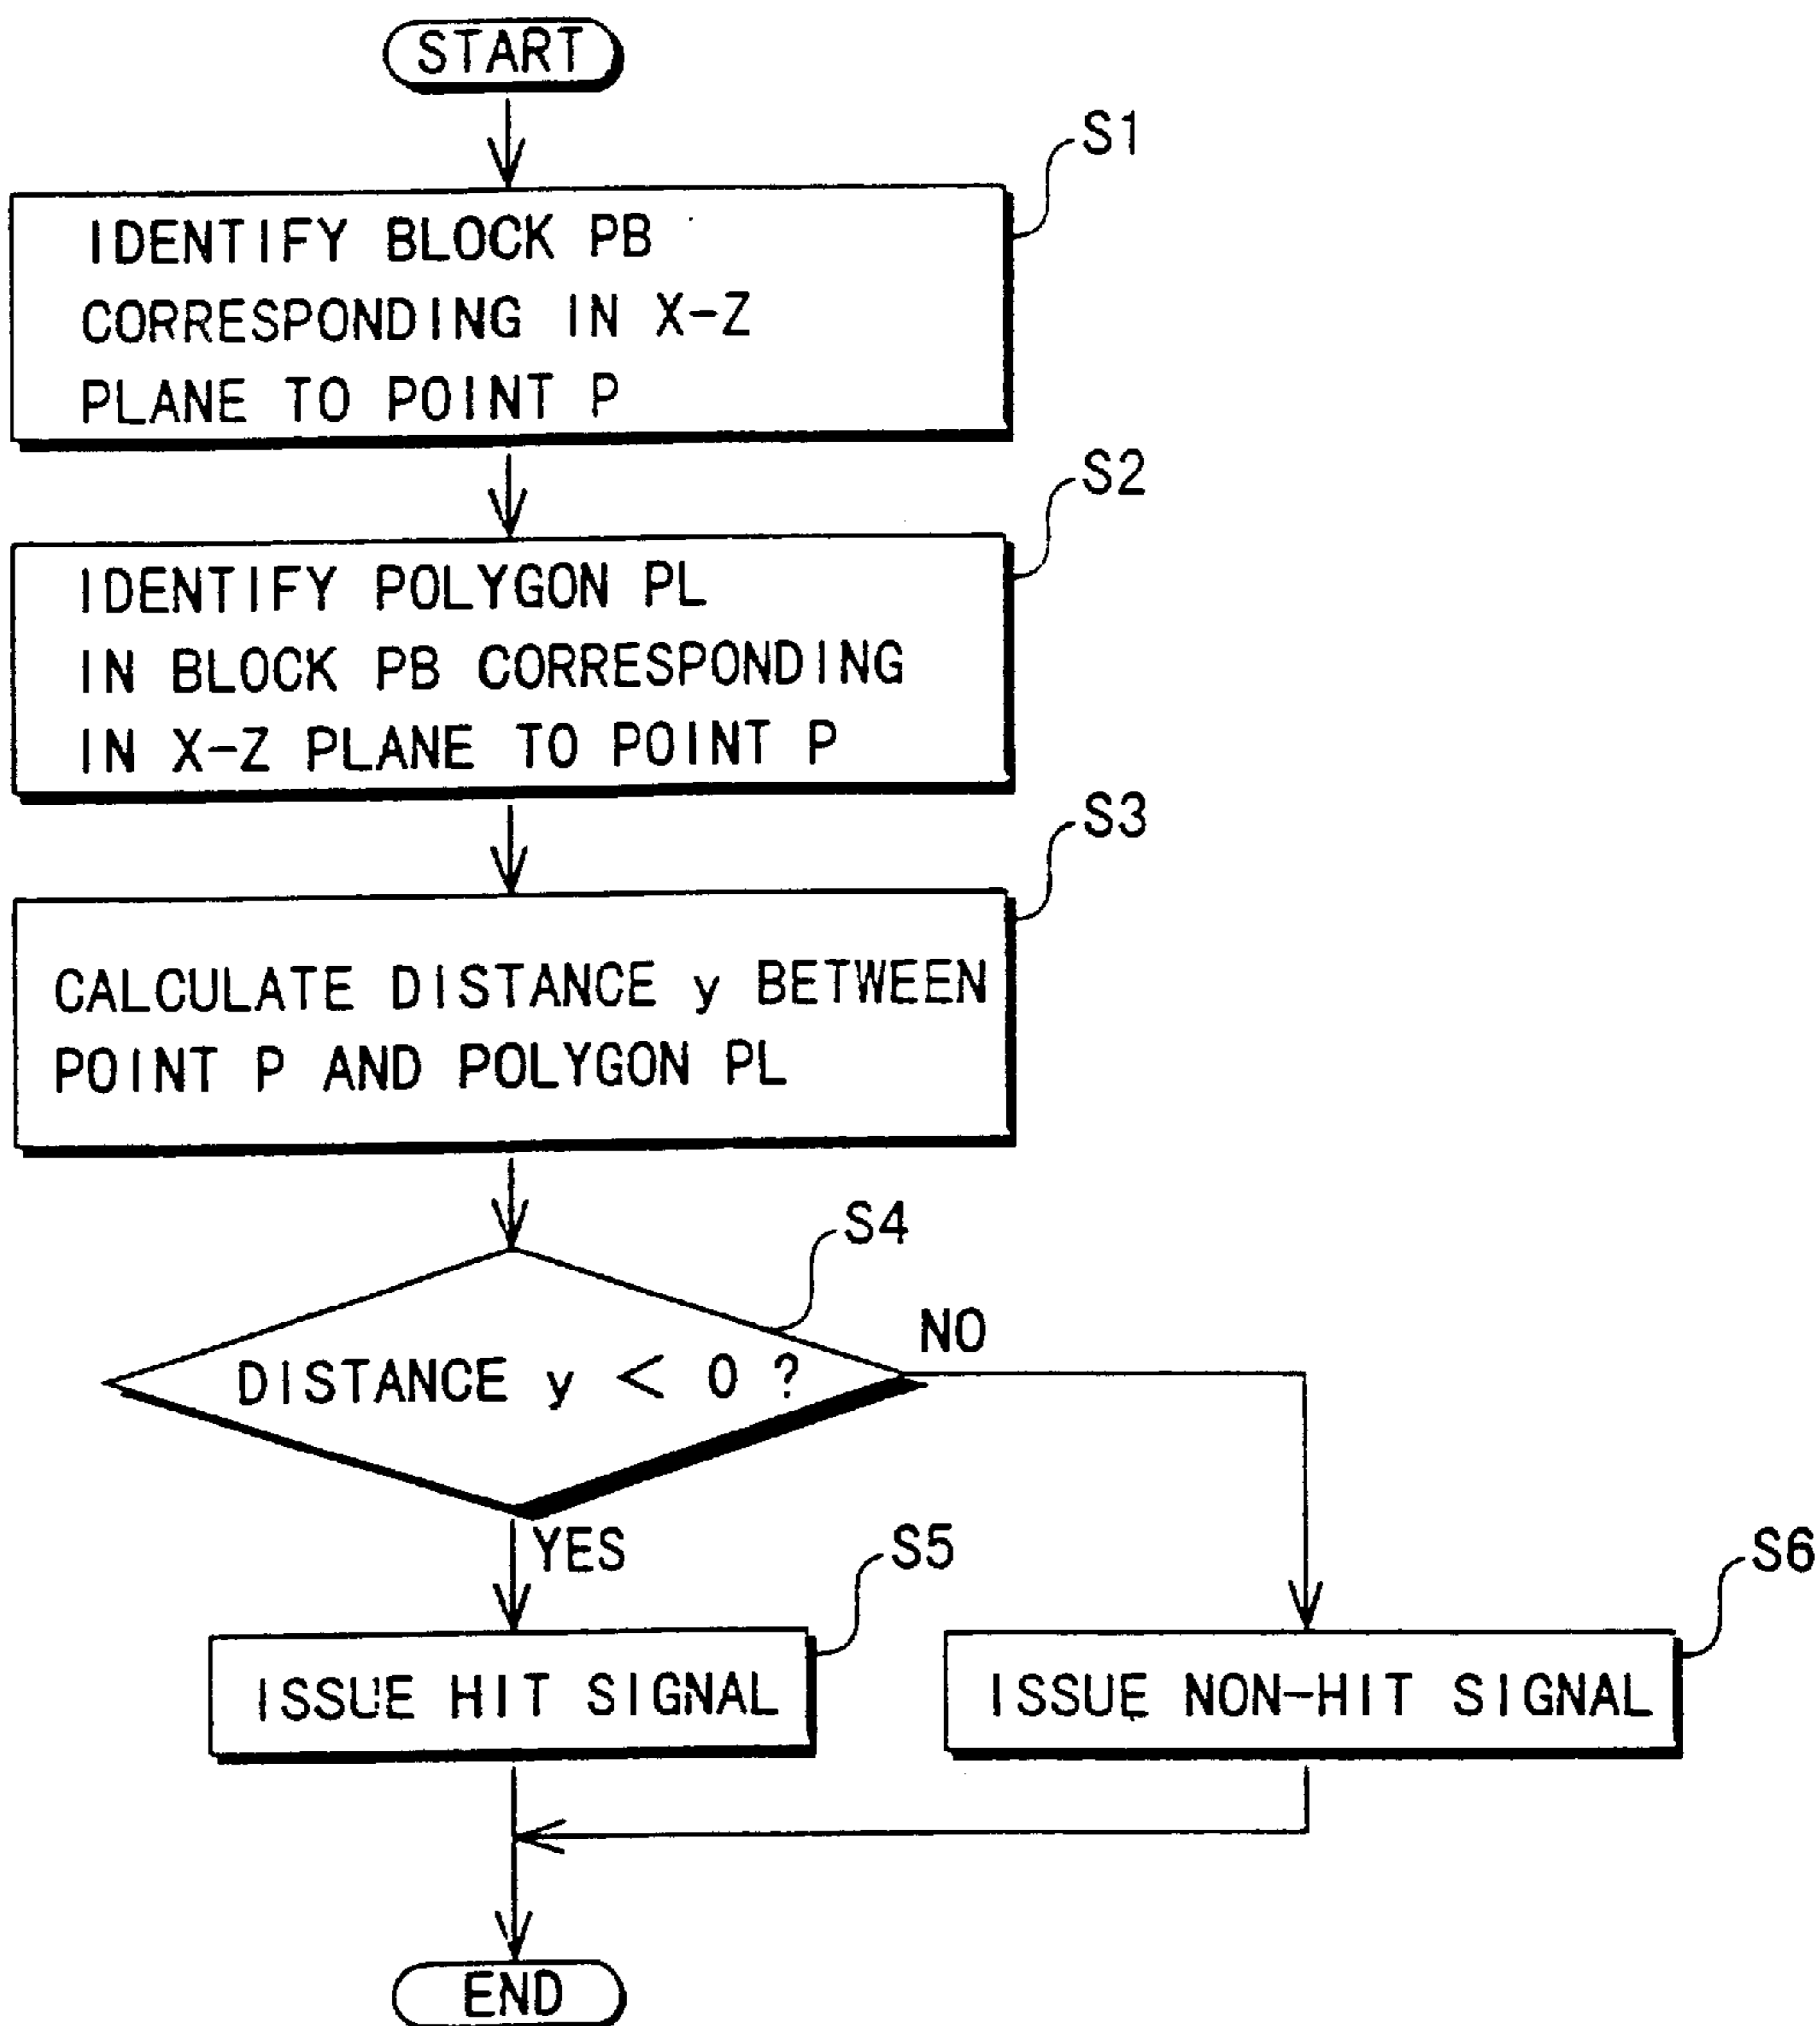 START
S1
IDENTIFY BLOCK PB
CORRESPONDING IN X-Z
PLANE TO POINT P
S2
IDENTIFY POLYGON PL
IN BLOCK PB CORRESPONDING
IN X-Z PLANE TO POINT P
S3
CALCULATE DISTANCE y BETWEEN
POINT P AND POLYGON PL
S4
DISTANCE y < 0 ?
NO
YES
S5
ISSUE HIT SIGNAL
S6
ISSUE NON-HIT SIGNAL
END